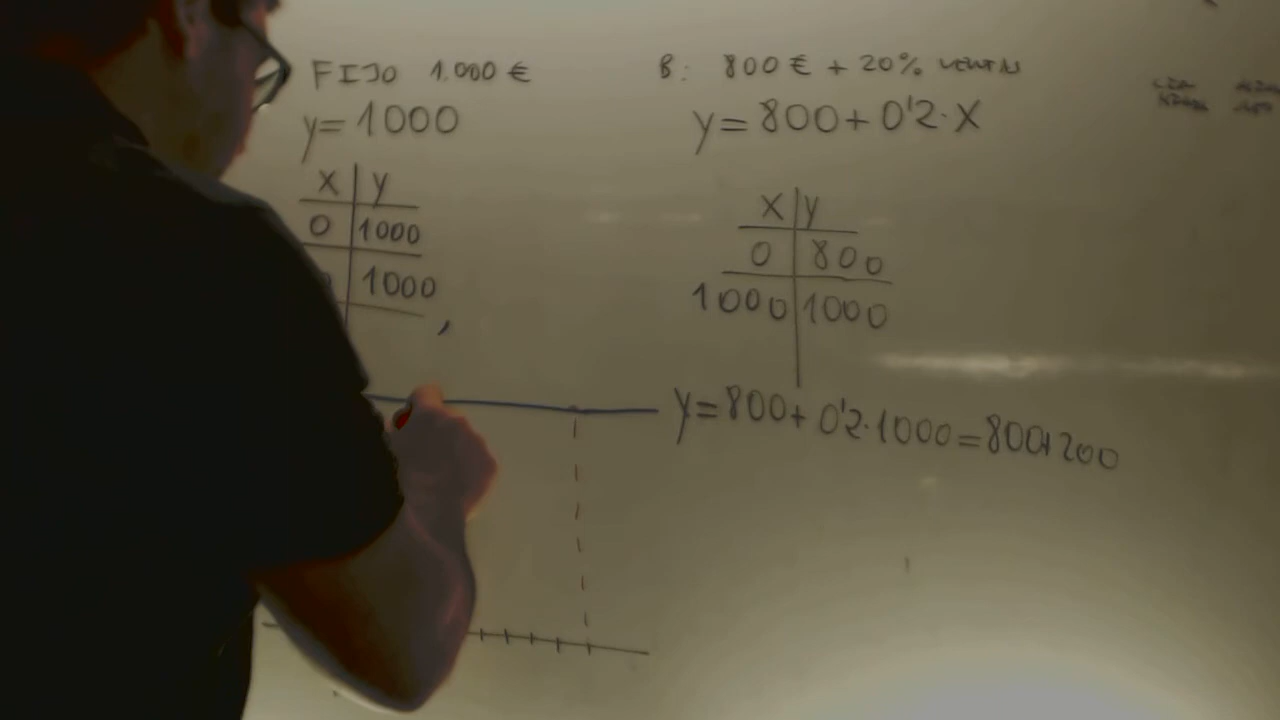 FIJO 1.000 €
y= 1000
x y
0 1000
1000
B: 800 € + 20% VENTAS
y= 800+ 0'2·X
X y
0 800
1000 1000
y= 800+ 0'2·1000=800+200